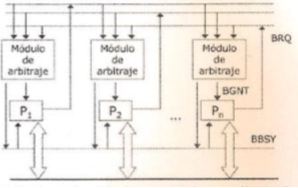 BRQ
Módulo
de
arbitraje
Módulo
de
arbitraje
Módulo
de
arbitraje
BGNT
P1
P2
...
Pn
BBSY